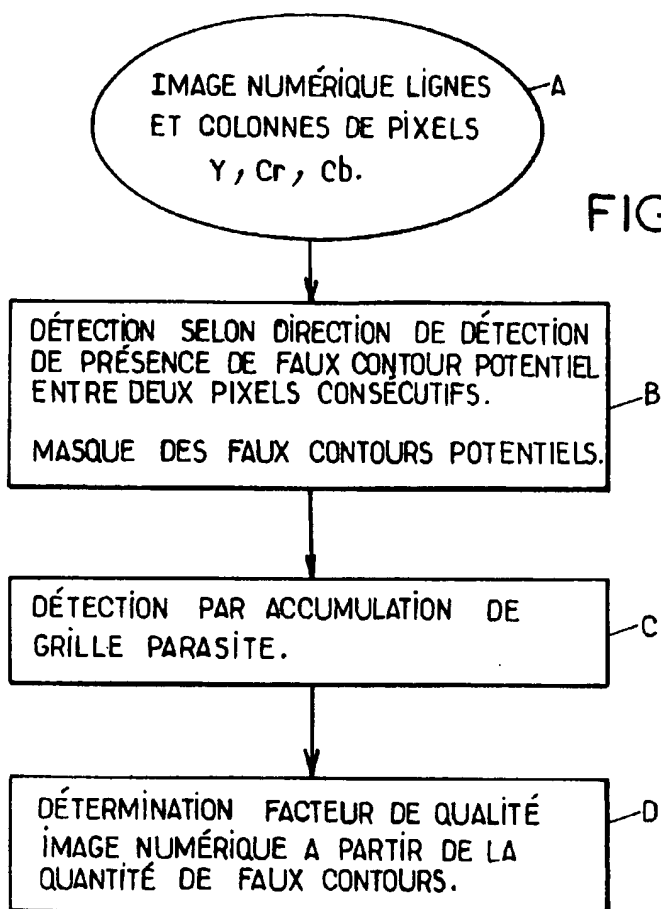 IMAGE NUMÉRIQUE LIGNES
ET COLONNES DE PIXELS
Y, Cr, Cb.
A
FIG
DÉTECTION SELON DIRECTION DE DÉTECTION
DE PRÉSENCE DE FAUX CONTOUR POTENTIEL
ENTRE DEUX PIXELS CONSÉCUTIFS.
MASQUE DES FAUX CONTOURS POTENTIELS.
B
DÉTECTION PAR ACCUMULATION DE
GRILLE PARASITE.
C
DÉTERMINATION FACTEUR DE QUALITÉ
IMAGE NUMÉRIQUE A PARTIR DE LA
QUANTITÉ DE FAUX CONTOURS.
D